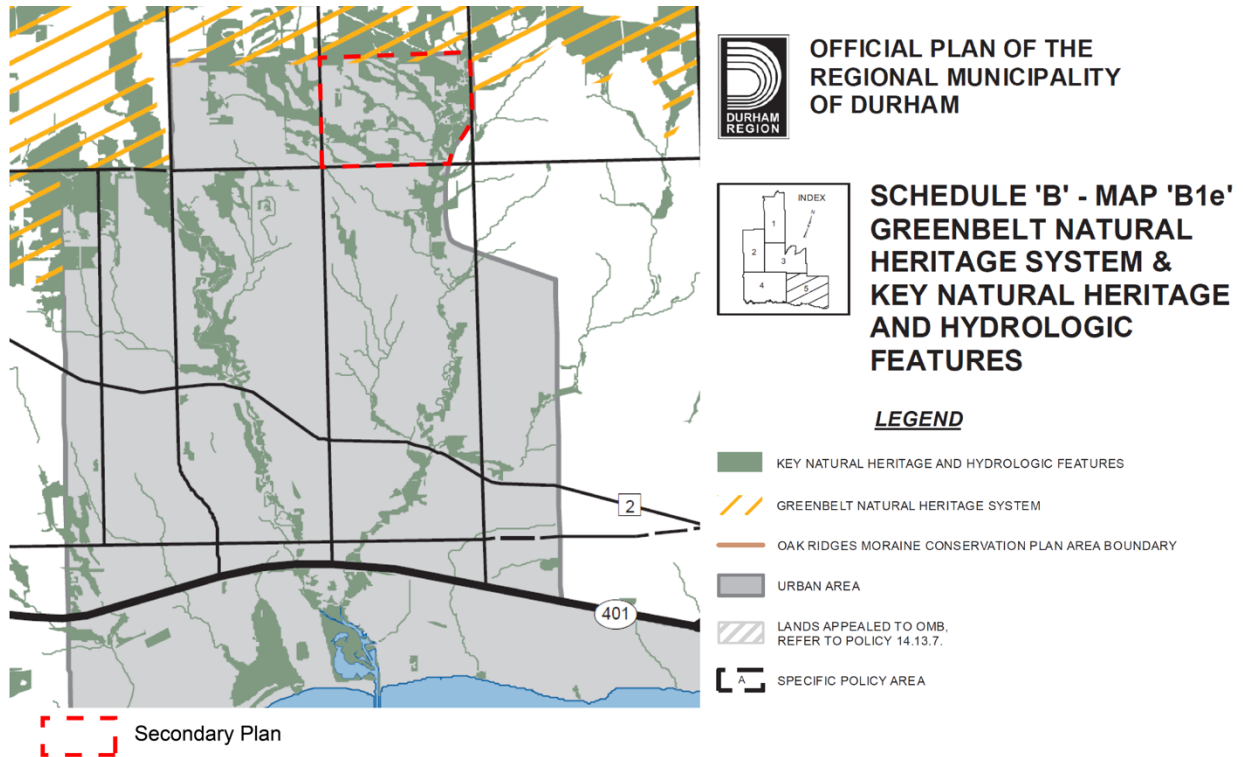 OFFICIAL PLAN OF THE
REGIONAL MUNICIPALITY
OF DURHAM
DURHAM
REGION
INDEX
N
1
2
3
4
5
SCHEDULE 'B' - MAP 'B1e'
GREENBELT NATURAL
HERITAGE SYSTEM &
KEY NATURAL HERITAGE
AND HYDROLOGIC
FEATURES
LEGEND
KEY NATURAL HERITAGE AND HYDROLOGIC FEATURES
GREENBELT NATURAL HERITAGE SYSTEM
OAK RIDGES MORAINE CONSERVATION PLAN AREA BOUNDARY
URBAN AREA
LANDS APPEALED TO OMB,
REFER TO POLICY 14.13.7.
A SPECIFIC POLICY AREA
2
401
Secondary Plan